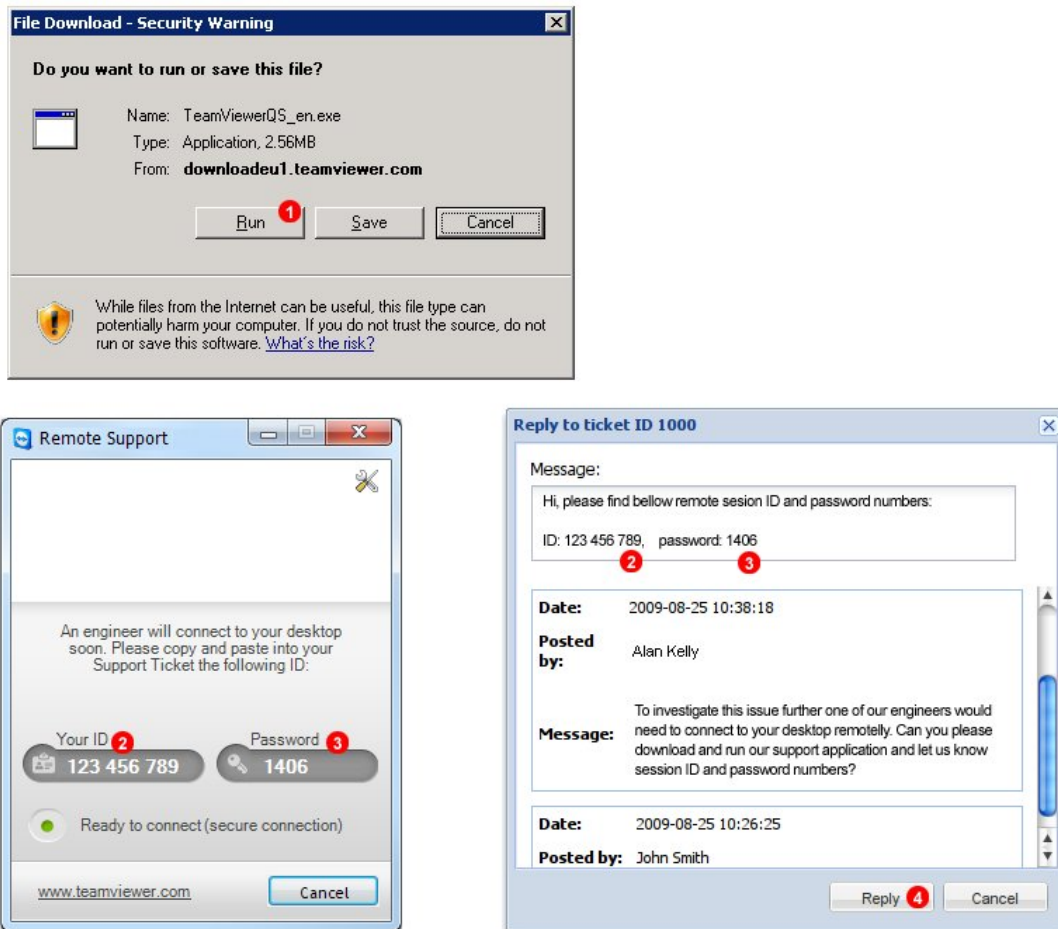 File Download - Security Warning
Do you want to run or save this file?
Name: TeamViewerQS_en.exe
Type: Application, 2.56MB
From: downloadeu1.teamviewer.com
Run 1 Save Cancel
While files from the Internet can be useful, this file type can
potentially harm your computer. If you do not trust the source, do not
run or save this software. What's the risk?
Remote Support
An engineer will connect to your desktop
soon. Please copy and paste into your
Support Ticket the following ID:
Your ID 2 Password 3
123 456 789 1406
Ready to connect (secure connection)
www.teamviewer.com Cancel
Reply to ticket ID 1000
Message:
Hi, please find bellow remote sesion ID and password numbers:
ID: 123 456 789, password: 1406
2 3
Date: 2009-08-25 10:38:18
Posted
by: Alan Kelly
To investigate this issue further one of our engineers would
Message: need to connect to your desktop remotelly. Can you please
download and run our support application and let us know
session ID and password numbers?
Date: 2009-08-25 10:26:25
Posted by: John Smith
Reply 4 Cancel